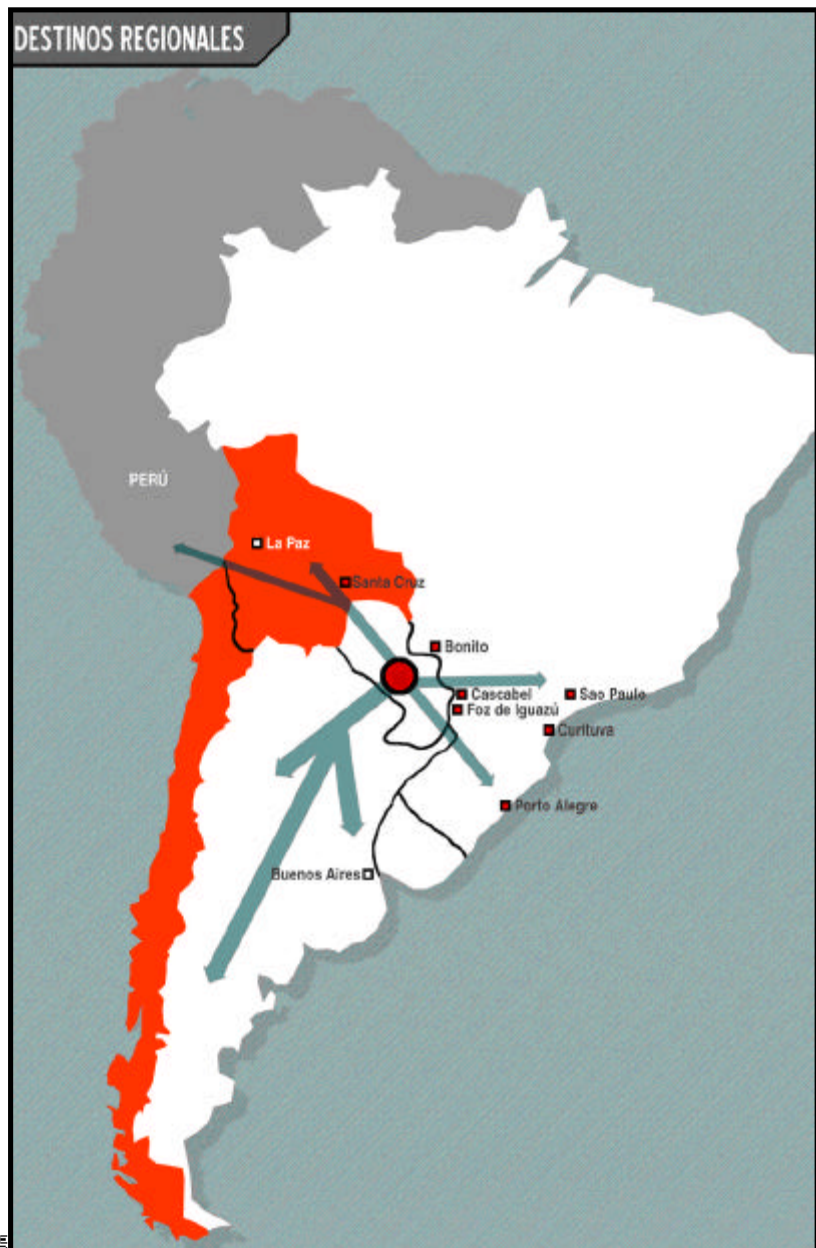 DESTINOS REGIONALES
PERÚ
La Paz
Santa Cruz
Bonito
Cascabel
Sao Paulo
Foz de Iguazú
Curituva
Porto Alegre
Buenos Aires